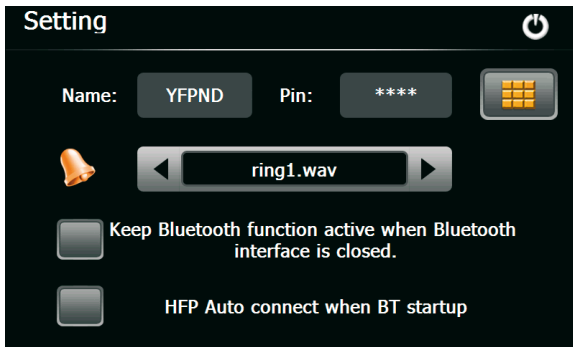 Setting
Name: YFPND Pin: ****
ring1.wav
Keep Bluetooth function active when Bluetooth
interface is closed.
HFP Auto connect when BT startup